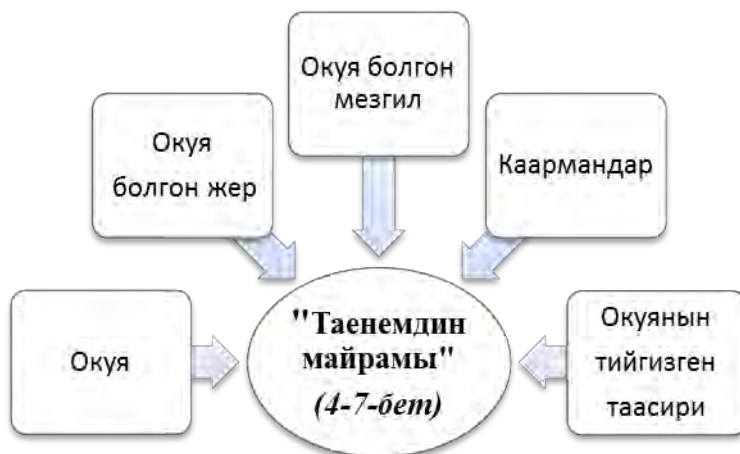 Окуя
Окуя
болгон жер
Окуя болгон
мезгил
Каармандар
Окуянын
тийгизген
таасири
"Таенемдин
майрамы"
(4-7-бет)